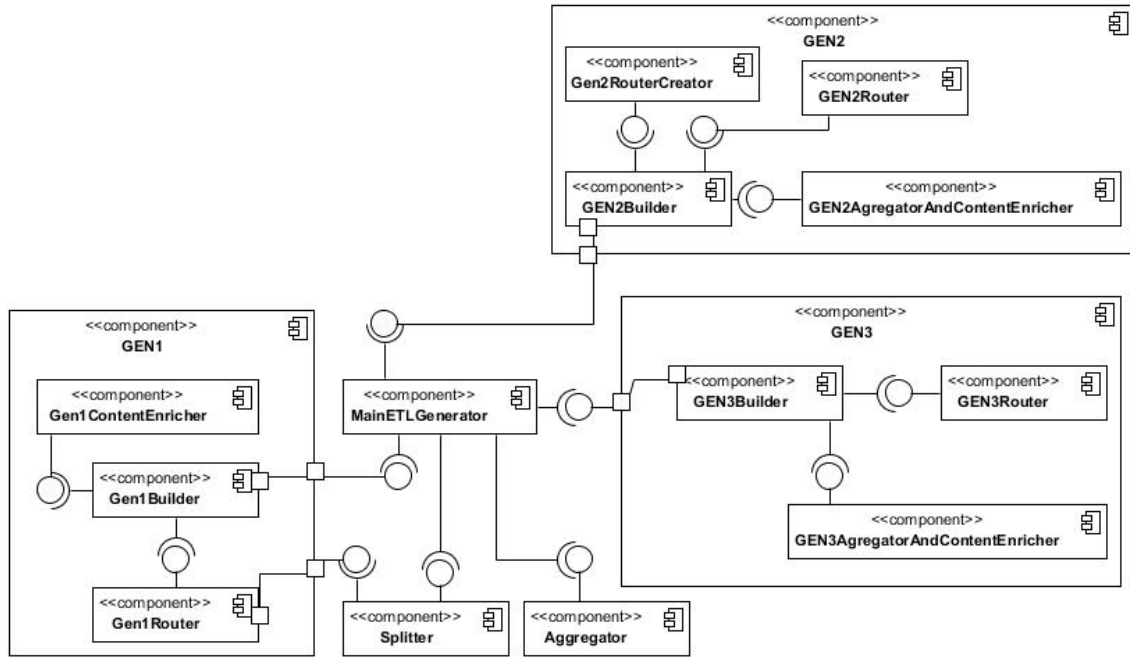 <<component>>
GEN2
<<component>>
Gen2RouterCreator
<<component>>
GEN2Router
<<component>>
GEN2Builder
<<component>>
GEN2AgregatorAndContentEnricher
<<component>>
GEN1
<<component>>
Gen1ContentEnricher
<<component>>
Gen1Builder
<<component>>
Gen1Router
<<component>>
MainETLGenerator
<<component>>
Splitter
<<component>>
Aggregator
<<component>>
GEN3
<<component>>
GEN3Builder
<<component>>
GEN3Router
<<component>>
GEN3AgregatorAndContentEnricher